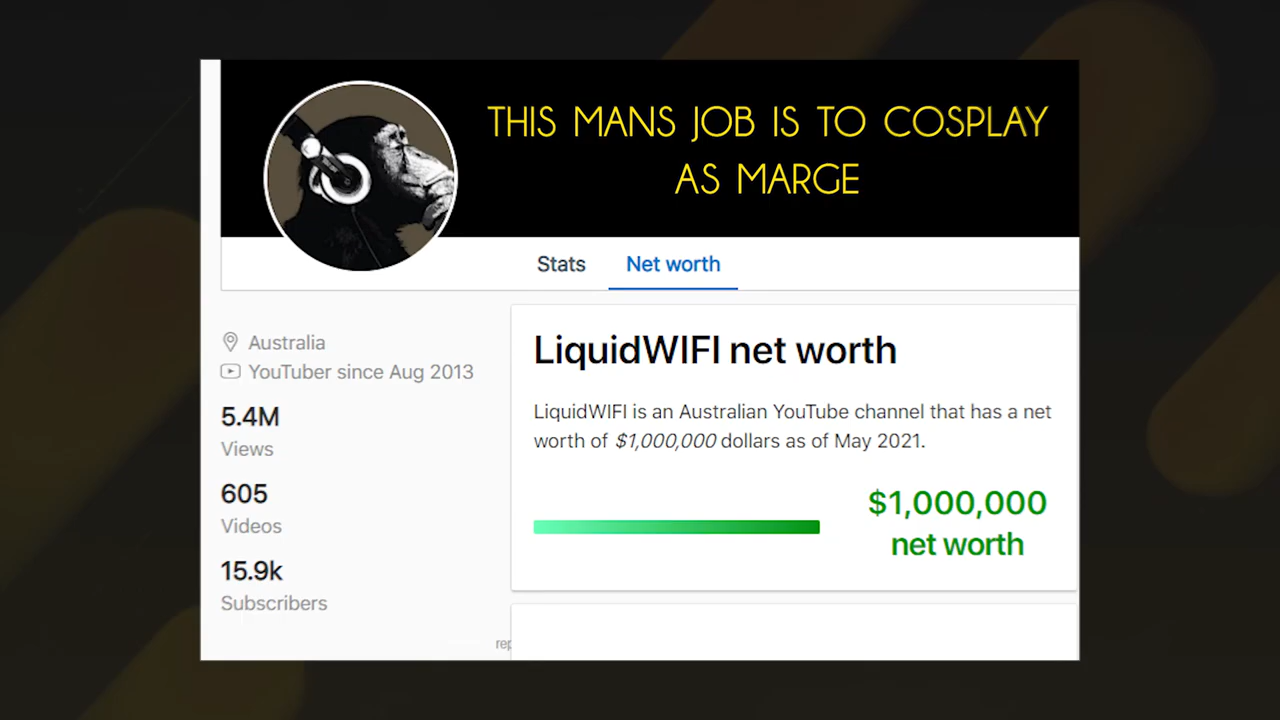 THIS MANS JOB IS TO COSPLAY
AS MARGE
Stats
Net worth
Australia
YouTuber since Aug 2013
5.4M
Views
605
Videos
15.9k
Subscribers
LiquidWIFI net worth
LiquidWIFI is an Australian YouTube channel that has a net
worth of $1,000,000 dollars as of May 2021.
$1,000,000
net worth
rep